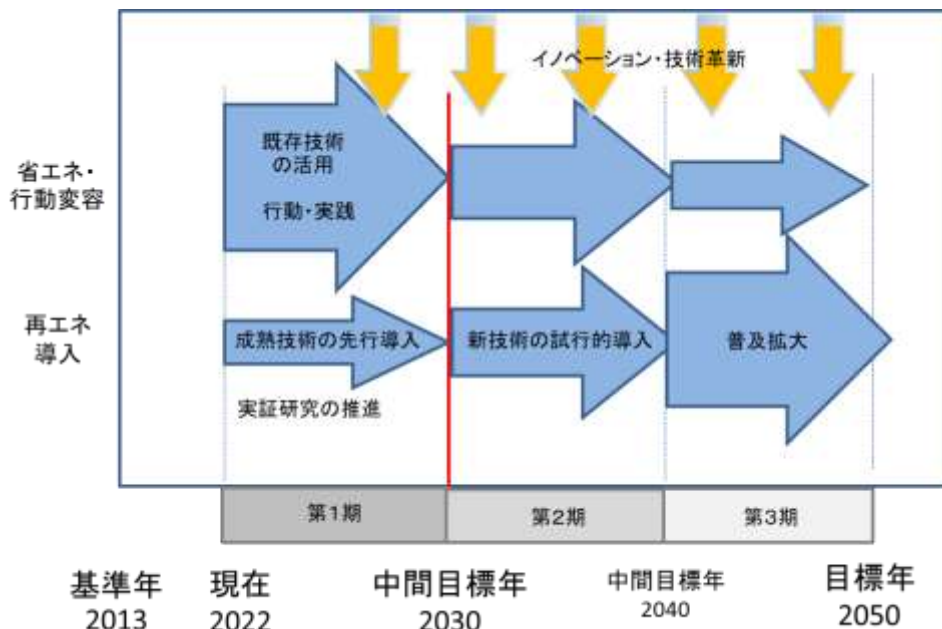 イノベーション・技術革新
省エネ・
行動変容
既存技術
の活用
行動・実践
再エネ
導入
成熟技術の先行導入
新技術の試行的導入
普及拡大
実証研究の推進
第1期
第2期
第3期
基準年
2013
現在
2022
中間目標年
2030
中間目標年
2040
目標年
2050